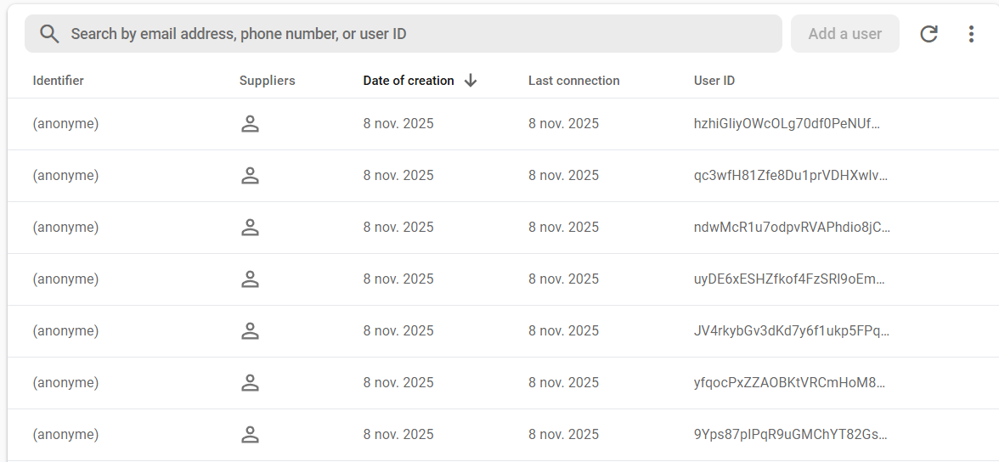 Search by email address, phone number, or user ID Add a user
Identifier Suppliers Date of creation Last connection User ID
(anonyme) 8 nov. 2025 8 nov. 2025 hzhiGIiyOWcOLg70df0PeNUf...
(anonyme) 8 nov. 2025 8 nov. 2025 qc3wfH81Zfe8Du1prVDHXwlv...
(anonyme) 8 nov. 2025 8 nov. 2025 ndwMcR1u7odpvRVAPhdio8jC...
(anonyme) 8 nov. 2025 8 nov. 2025 uyDE6xESHZfkof4FzSRl9oEm...
(anonyme) 8 nov. 2025 8 nov. 2025 JV4rkybGv3dKd7y6f1ukp5FPq...
(anonyme) 8 nov. 2025 8 nov. 2025 yfqocPxZZAOBKtVRCmHoM8...
(anonyme) 8 nov. 2025 8 nov. 2025 9Yps87pIPqR9uGMChYT82Gs...